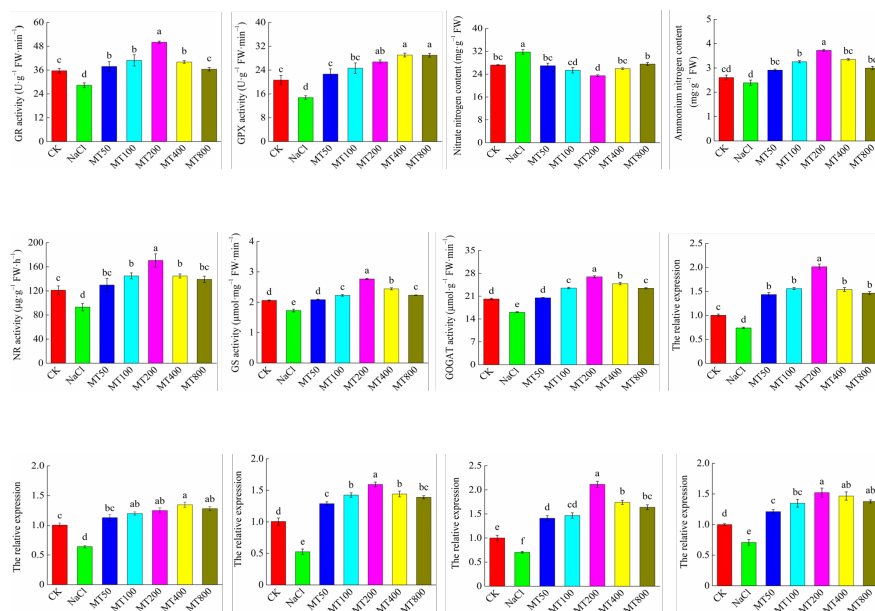 GR activity (U·g⁻¹ FW·min⁻¹)
60
48
36
24
12
0
c d b b a b c
CK NaCl MT50 MT100 MT200 MT400 MT800
GPX activity (U·g⁻¹ FW·min⁻¹)
40
32
24
16
8
0
c d c b ab a a
CK NaCl MT50 MT100 MT200 MT400 MT800
Nitrate nitrogen content (mg·g⁻¹ FW)
40
32
24
16
8
0
bc a bc cd d c b
CK NaCl MT50 MT100 MT200 MT400 MT800
Ammonium nitrogen content
(mg·g⁻¹ FW)
5
4
3
2
1
0
cd d c b a bc c
CK NaCl MT50 MT100 MT200 MT400 MT800
NR activity (μg·g⁻¹ FW·h⁻¹)
200
160
120
80
40
0
c d bc b a b bc
CK NaCl MT50 MT100 MT200 MT400 MT800
GS activity (μmol·mg⁻¹ FW·min⁻¹)
4
3
2
1
0
d e d c a b c
CK NaCl MT50 MT100 MT200 MT400 MT800
GOGAT activity (μmol·g⁻¹ FW·min⁻¹)
35
28
21
14
7
0
d e d c a b c
CK NaCl MT50 MT100 MT200 MT400 MT800
The relative expression
2.5
2.0
1.5
1.0
0.5
0.0
c d b b a b b
CK NaCl MT50 MT100 MT200 MT400 MT800
The relative expression
2.0
1.5
1.0
0.5
0.0
c d bc ab ab a ab
CK NaCl MT50 MT100 MT200 MT400 MT800
The relative expression
2.0
1.5
1.0
0.5
0.0
d e c b a b bc
CK NaCl MT50 MT100 MT200 MT400 MT800
The relative expression
2.5
2.0
1.5
1.0
0.5
0.0
e f c cd a b bc
CK NaCl MT50 MT100 MT200 MT400 MT800
The relative expression
2.0
1.5
1.0
0.5
0.0
d e c bc a ab ab
CK NaCl MT50 MT100 MT200 MT400 MT800